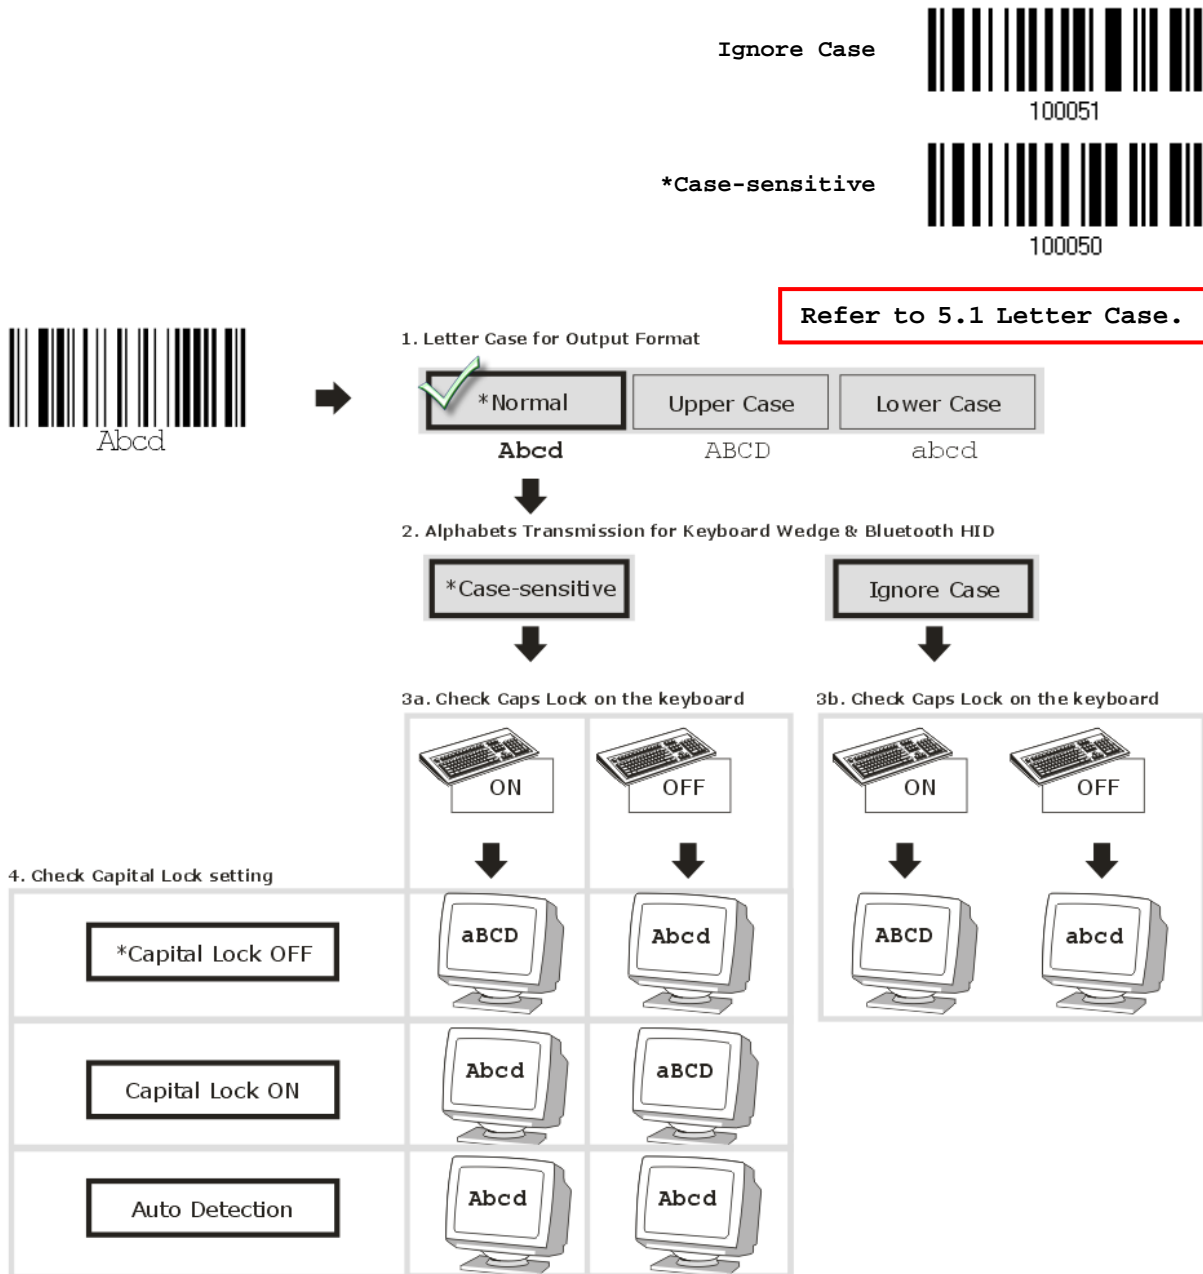 Ignore Case
100051
*Case-sensitive
100050
Refer to 5.1 Letter Case.
Abcd
1. Letter Case for Output Format
*Normal Upper Case Lower Case
Abcd ABCD abcd
2. Alphabets Transmission for Keyboard Wedge & Bluetooth HID
*Case-sensitive Ignore Case
3a. Check Caps Lock on the keyboard 3b. Check Caps Lock on the keyboard
ON OFF ON OFF
4. Check Capital Lock setting
*Capital Lock OFF aBCD Abcd ABCD abcd
Capital Lock ON Abcd aBCD
Auto Detection Abcd Abcd